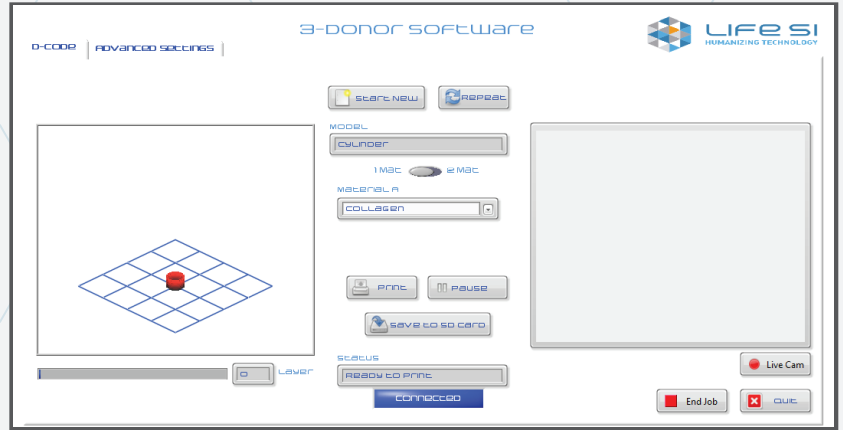 3-Donor Software
LIFE SI
HUMANIZING TECHNOLOGY
D-Code
Advanced Settings
Start New
Repeat
Model
Cylinder
1 Mat
2 Mat
Material A
Collagen
Print
Pause
Save to SD Card
0
Layer
Status
Ready to Print
Connected
Live Cam
End Job
Quit